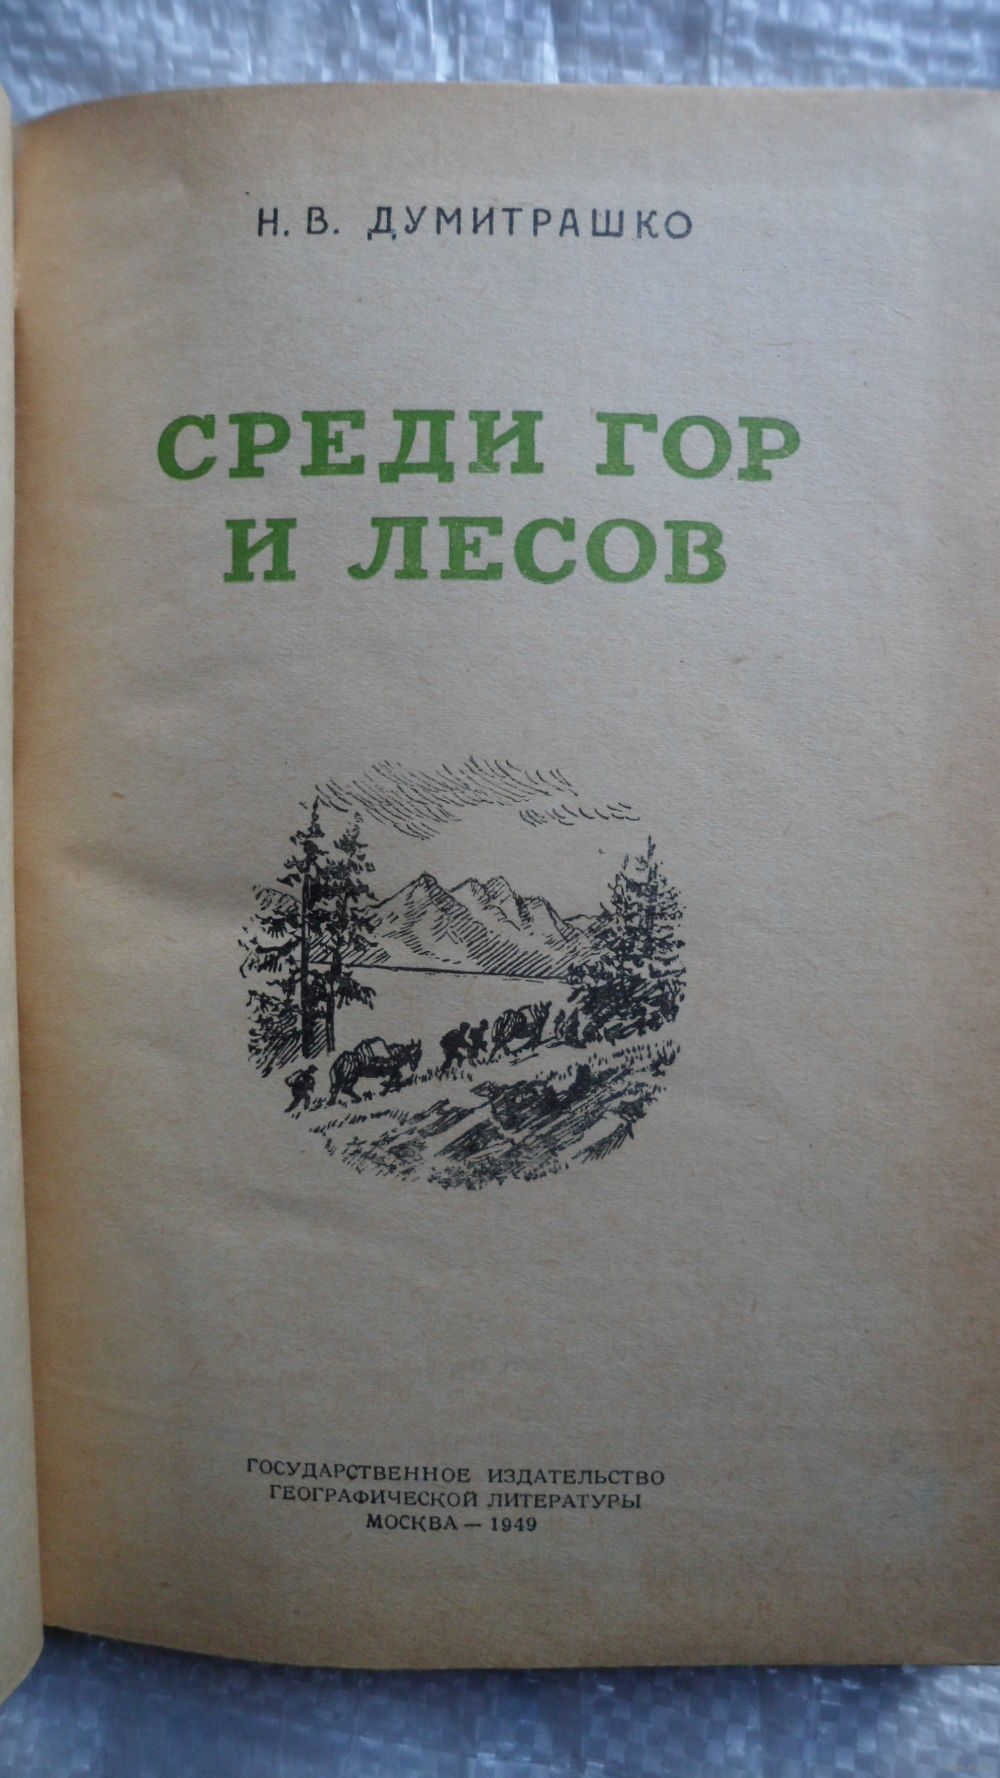 Н. В. ДУМИТРАШКО
СРЕДИ ГОР
И ЛЕСОВ
ГОСУДАРСТВЕННОЕ ИЗДАТЕЛЬСТВО
ГЕОГРАФИЧЕСКОЙ ЛИТЕРАТУРЫ
МОСКВА — 1949